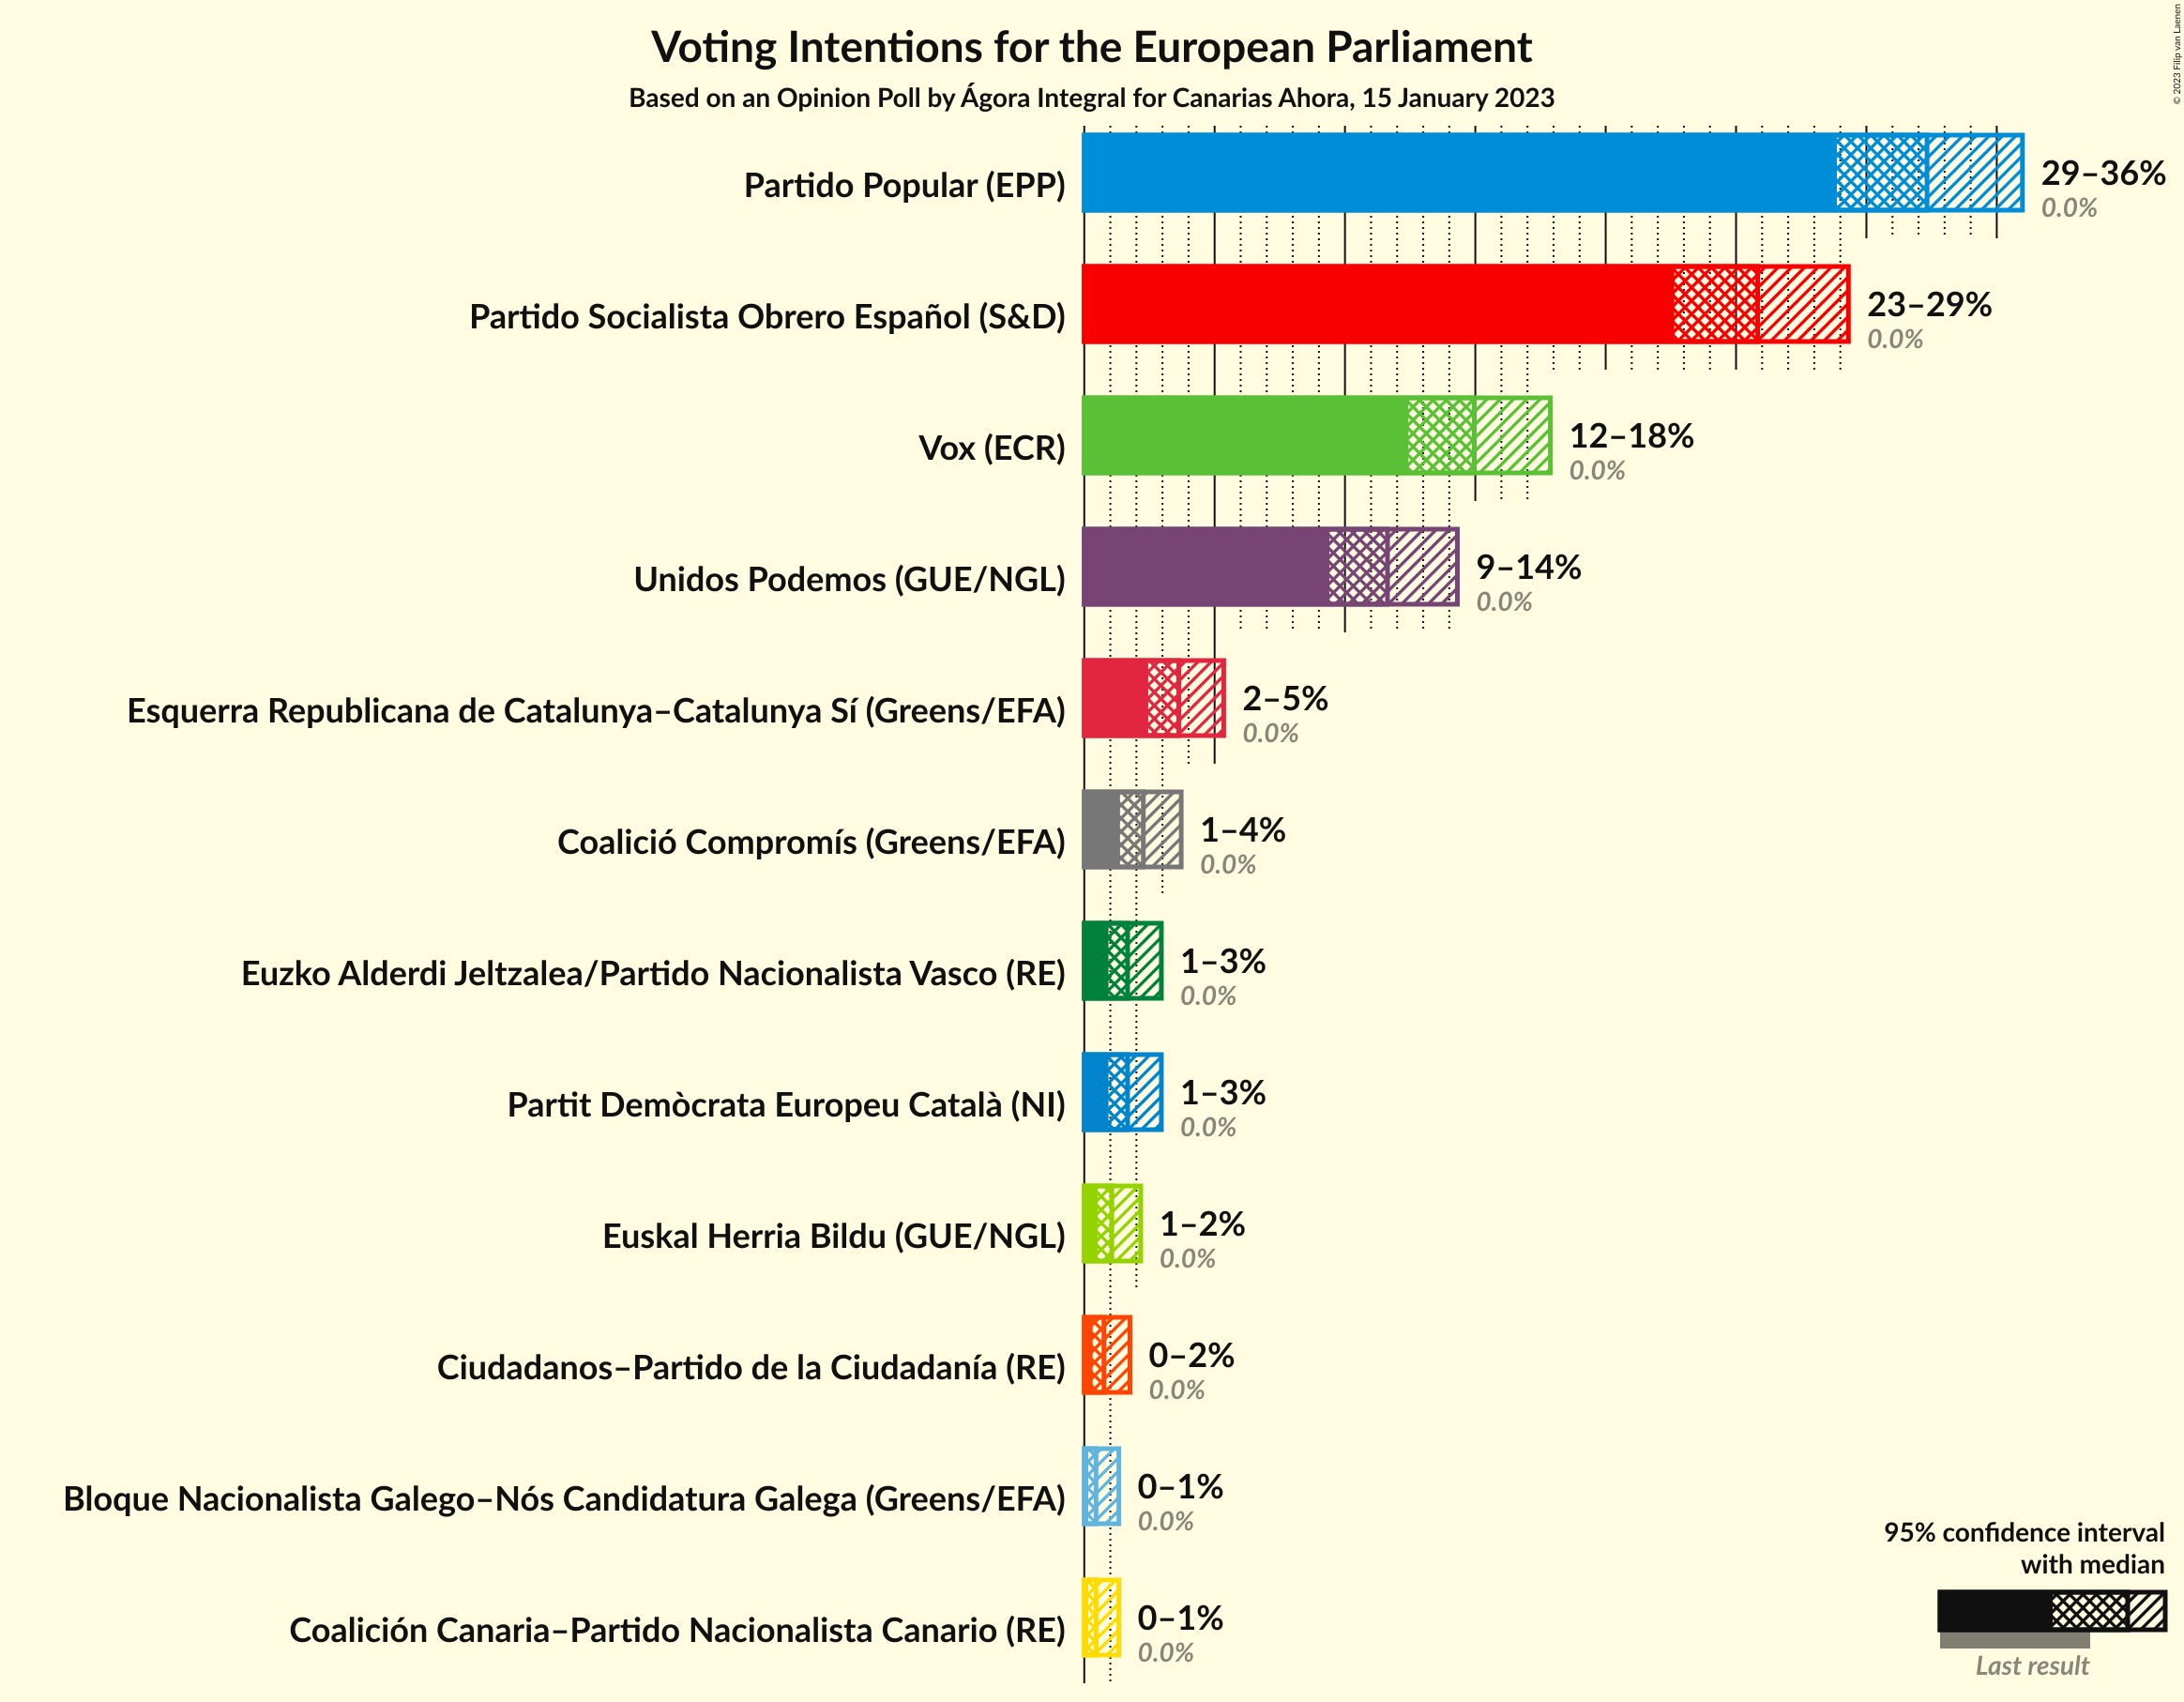 Voting Intentions for the European Parliament
Based on an Opinion Poll by Ágora Integral for Canarias Ahora, 15 January 2023
© 2023 Filip van Laenen
Partido Popular (EPP)
29–36%
0.0%
Partido Socialista Obrero Español (S&D)
23–29%
0.0%
Vox (ECR)
12–18%
0.0%
Unidos Podemos (GUE/NGL)
9–14%
0.0%
Esquerra Republicana de Catalunya–Catalunya Sí (Greens/EFA)
2–5%
0.0%
Coalició Compromís (Greens/EFA)
1–4%
0.0%
Euzko Alderdi Jeltzalea/Partido Nacionalista Vasco (RE)
1–3%
0.0%
Partit Demòcrata Europeu Català (NI)
1–3%
0.0%
Euskal Herria Bildu (GUE/NGL)
1–2%
0.0%
Ciudadanos–Partido de la Ciudadanía (RE)
0–2%
0.0%
Bloque Nacionalista Galego–Nós Candidatura Galega (Greens/EFA)
0–1%
0.0%
Coalición Canaria–Partido Nacionalista Canario (RE)
0–1%
0.0%
95% confidence interval
with median
Last result